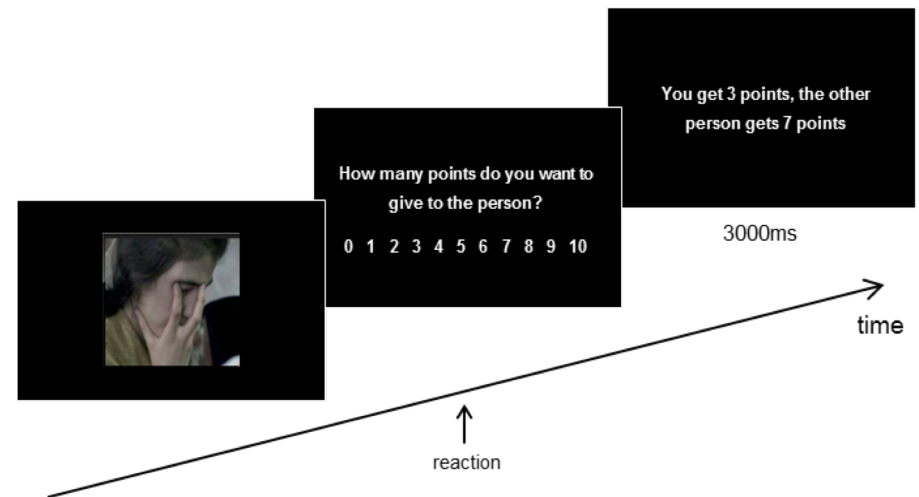 You get 3 points, the other
person gets 7 points
How many points do you want to
give to the person?
0 1 2 3 4 5 6 7 8 9 10
3000ms
time
reaction